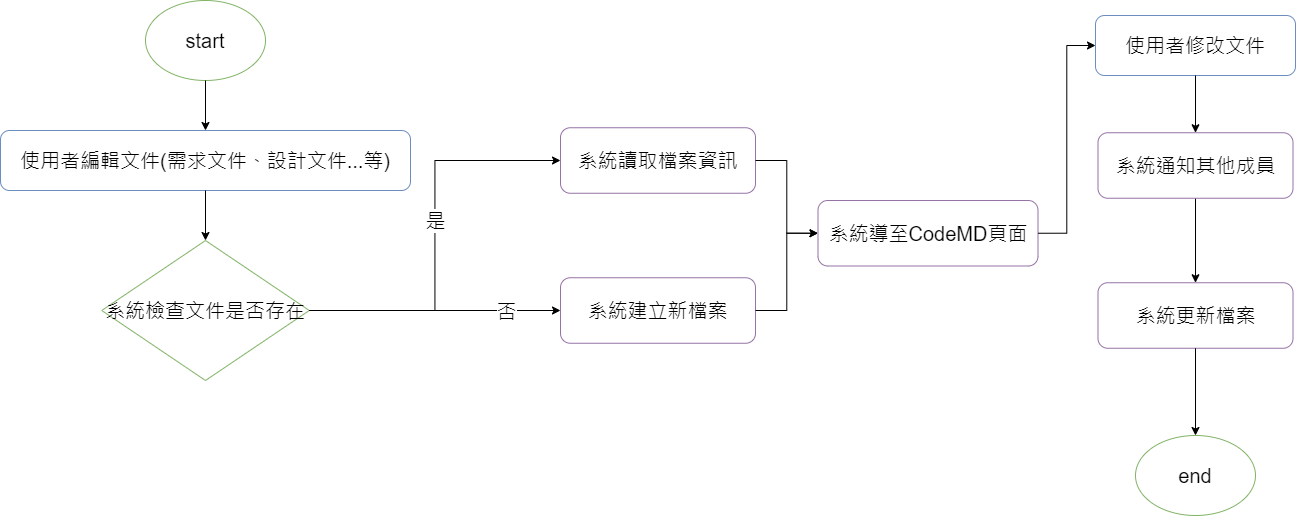 start
使用者編輯文件(需求文件、設計文件...等)
系統檢查文件是否存在
是
否
系統讀取檔案資訊
系統建立新檔案
系統導至CodeMD頁面
使用者修改文件
系統通知其他成員
系統更新檔案
end